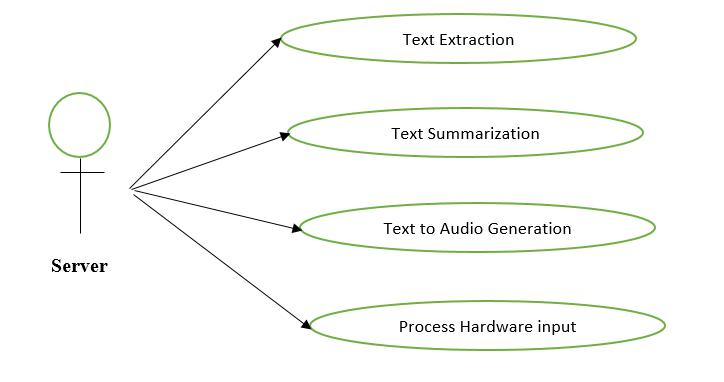 Text Extraction
Text Summarization
Text to Audio Generation
Server
Process Hardware input